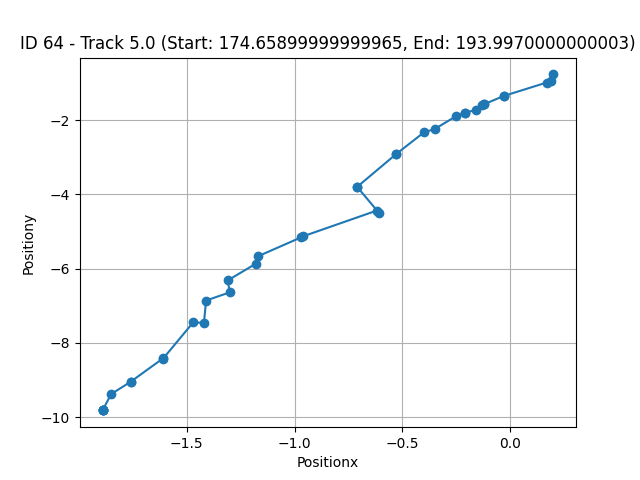 ID 64 - Track 5.0 (Start: 174.65899999999965, End: 193.9970000000003)
−2
−4
−6
−8
−10
Positiony
−1.5 −1.0 −0.5 0.0
Positionx